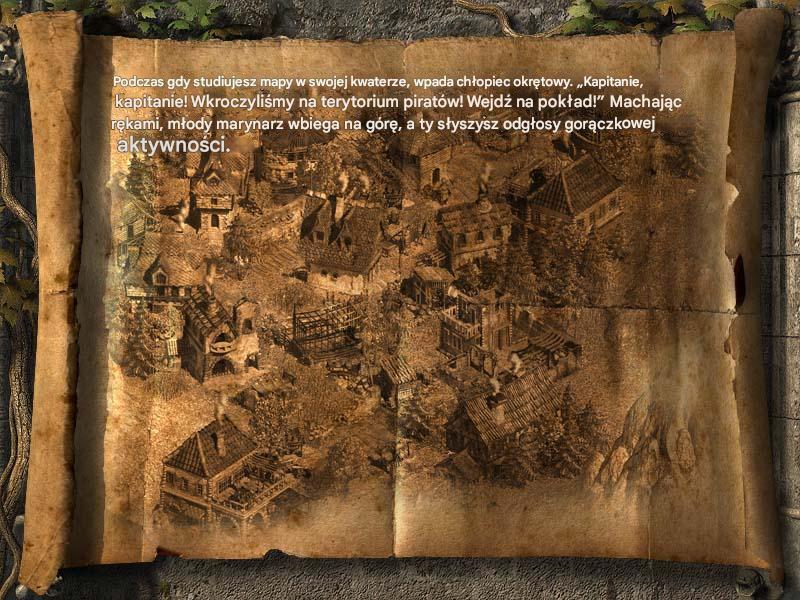 Podczas gdy studiujesz mapy w swojej kwaterze, wpada chłopiec okrętowy. „Kapitanie,
kapitanie! Wkroczyliśmy na terytorium piratów! Wejdź na pokład!” Machając
rękami, młody marynarz wbiega na górę, a ty słyszysz odgłosy gorączkowej
aktywności.